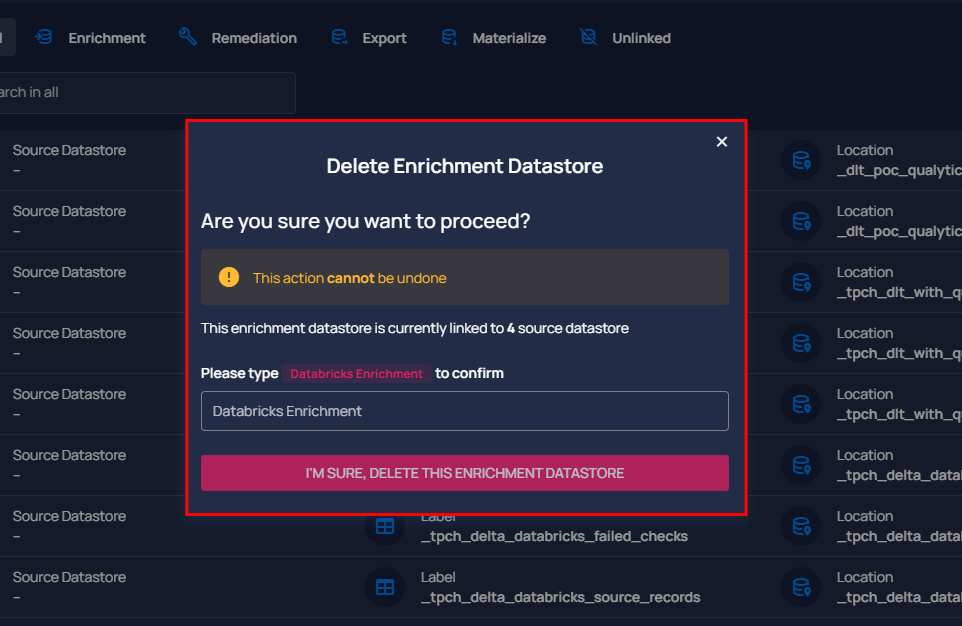 Enrichment Remediation Export Materialize Unlinked
arch in all
Source Datastore Location
– _dlt_poc_qualytic
Source Datastore Location
– _dlt_poc_qualytic
Source Datastore Location
– _tpch_dlt_with_q
Source Datastore Location
– _tpch_dlt_with_q
Source Datastore Location
– _tpch_dlt_with_q
Source Datastore Location
– _tpch_delta_data
Source Datastore Label Location
– _tpch_delta_databricks_failed_checks _tpch_delta_data
Source Datastore Label Location
– _tpch_delta_databricks_source_records _tpch_delta_data
Delete Enrichment Datastore
Are you sure you want to proceed?
This action cannot be undone
This enrichment datastore is currently linked to 4 source datastore
Please type Databricks Enrichment to confirm
Databricks Enrichment
I'M SURE, DELETE THIS ENRICHMENT DATASTORE